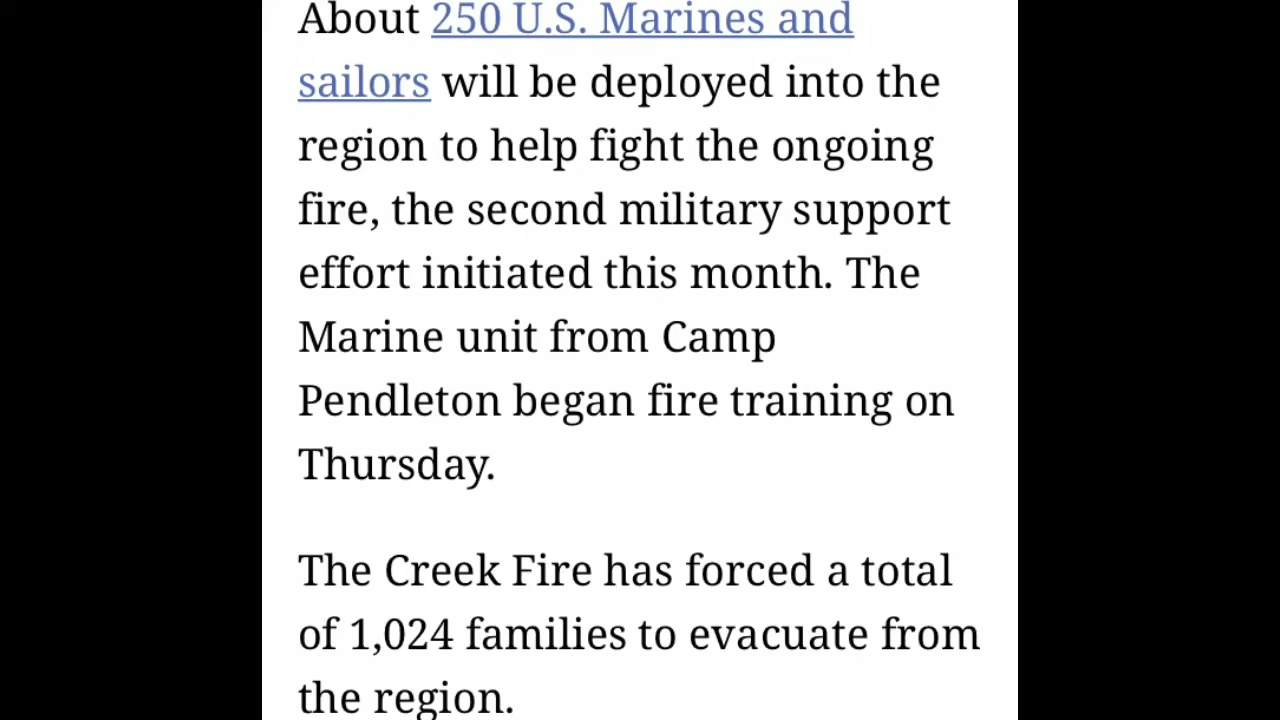 About 250 U.S. Marines and
sailors will be deployed into the
region to help fight the ongoing
fire, the second military support
effort initiated this month. The
Marine unit from Camp
Pendleton began fire training on
Thursday.
The Creek Fire has forced a total
of 1,024 families to evacuate from
the region.